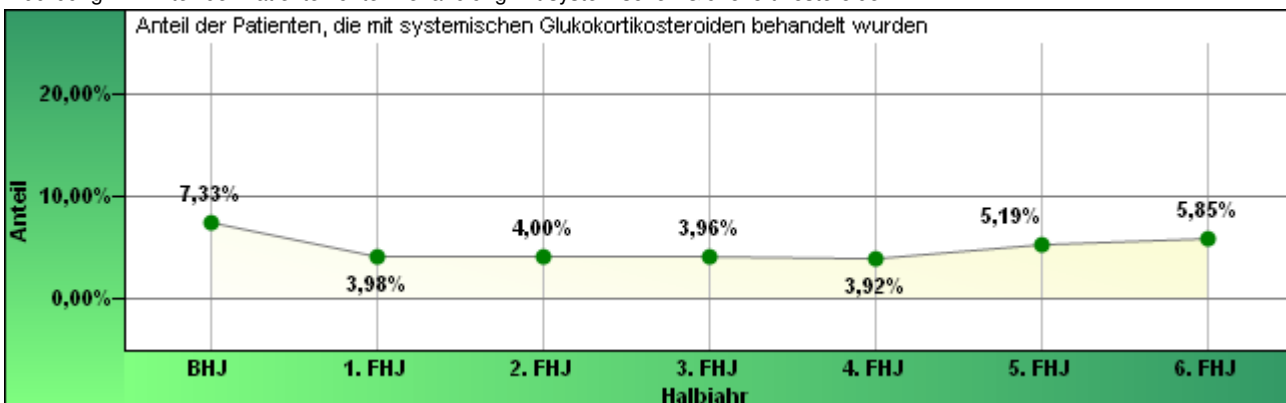 Anteil der Patienten, die mit systemischen Glukokortikosteroiden behandelt wurden
20,00%
10,00%
0,00%
Anteil
7,33%
3,98%
4,00%
3,96%
3,92%
5,19%
5,85%
BHJ 1. FHJ 2. FHJ 3. FHJ 4. FHJ 5. FHJ 6. FHJ
Halbjahr